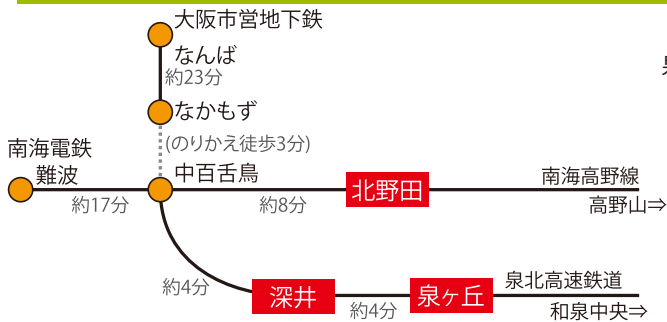 大阪市営地下鉄
なんば
約23分
なかもず
(のりかえ徒歩3分)
南海電鉄
難波
中百舌鳥
約17分
約8分
北野田
南海高野線
高野山⇒
約4分
深井
約4分
泉ヶ丘
泉北高速鉄道
和泉中央⇒